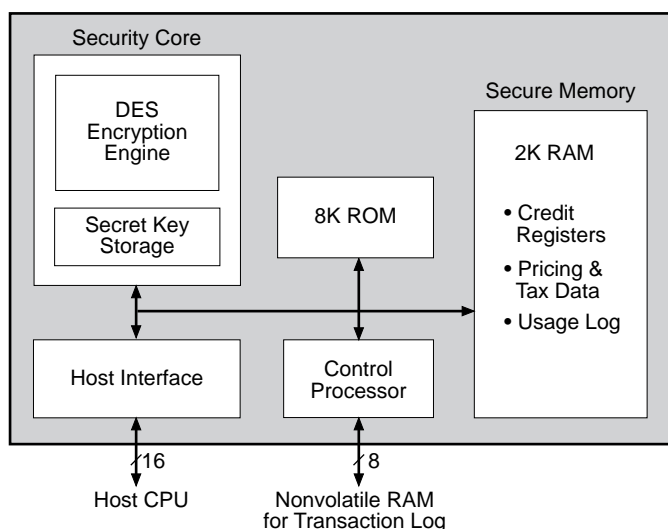 Security Core
DES
Encryption
Engine
Secret Key
Storage
8K ROM
Secure Memory
2K RAM
• Credit
Registers
• Pricing &
Tax Data
• Usage Log
Host Interface
Control
Processor
16
8
Host CPU
Nonvolatile RAM
for Transaction Log